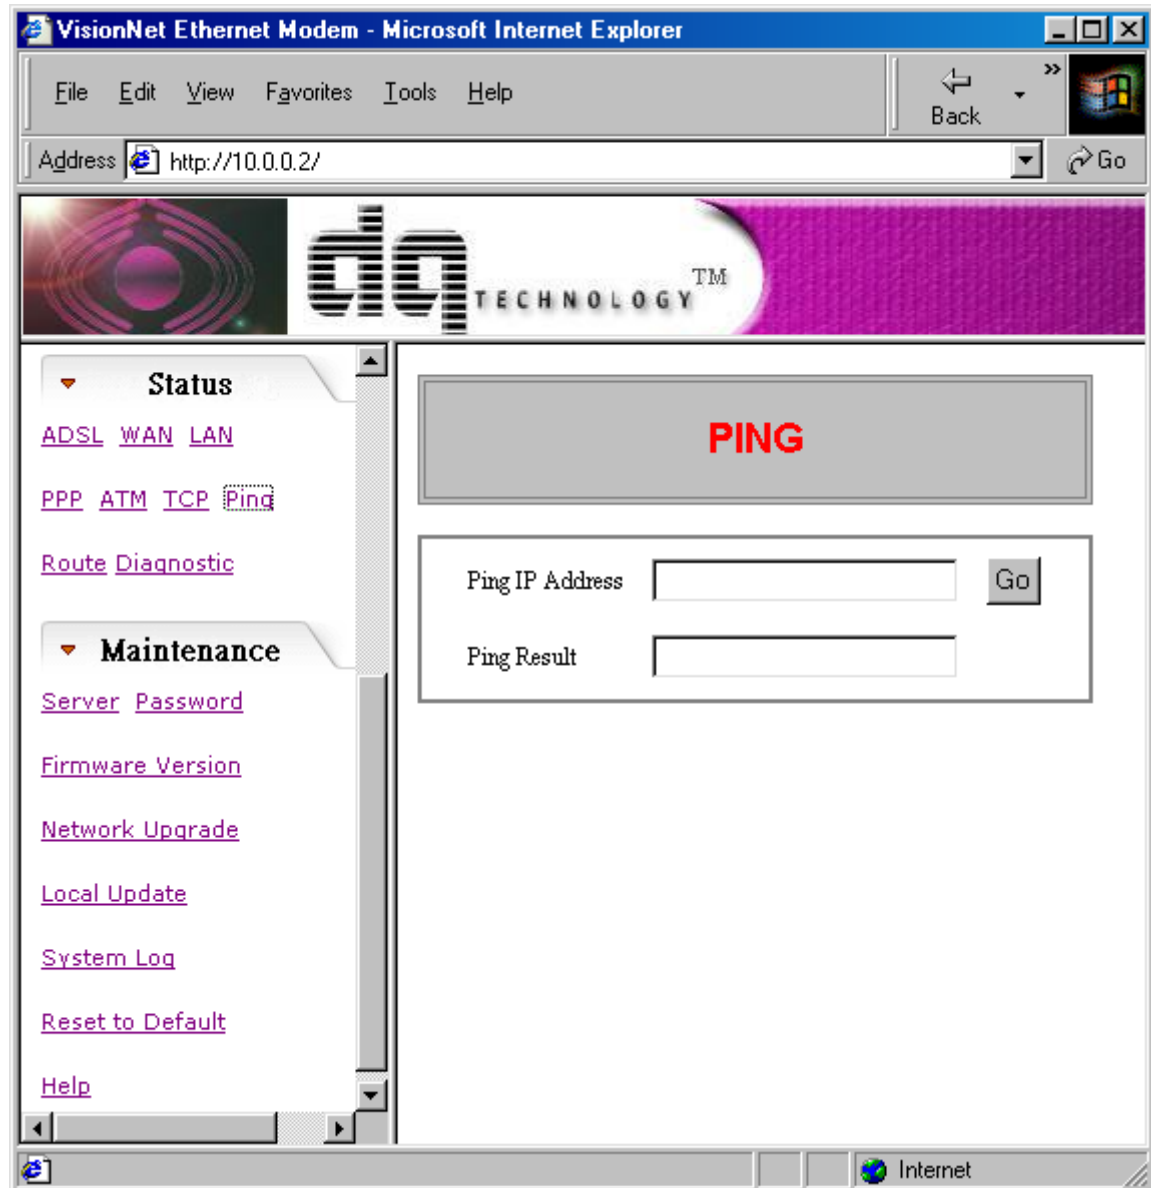 VisionNet Ethernet Modem - Microsoft Internet Explorer
File Edit View Favorites Tools Help
Back
»
Address http://10.0.0.2/ Go
dq TECHNOLOGY TM
Status
ADSL WAN LAN
PPP ATM TCP Ping
Route Diagnostic
Maintenance
Server Password
Firmware Version
Network Upgrade
Local Update
System Log
Reset to Default
Help
PING
Ping IP Address Go
Ping Result
Internet